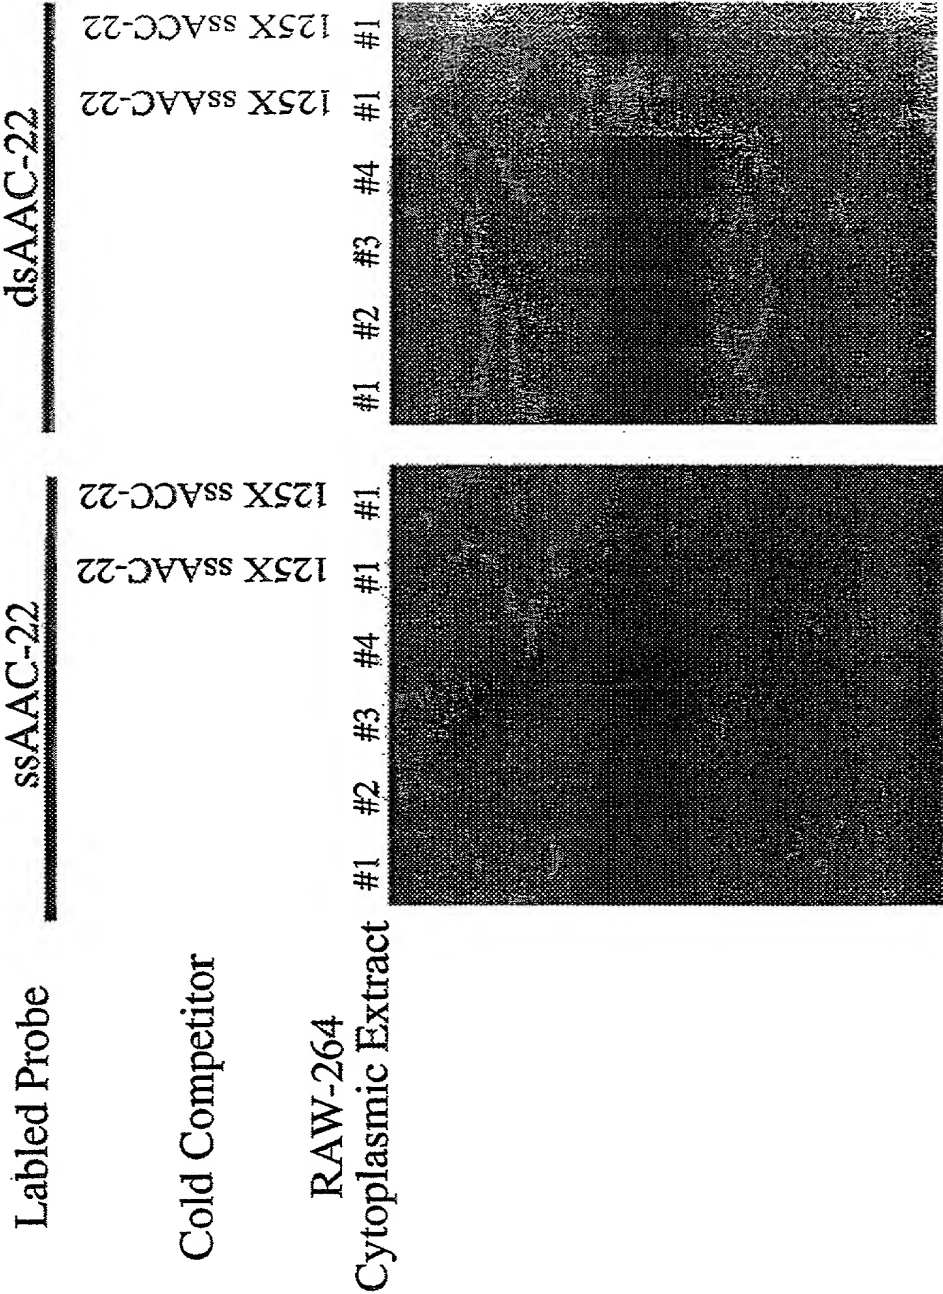 Labled Probe ssAAC-22 dsAAC-22
Cold Competitor 125X ssAAC-22 125X ssACC-22 125X ssAAC-22 125X ssACC-22
RAW-264
Cytoplasmic Extract #1 #2 #3 #4 #1 #1 #1 #2 #3 #4 #1 #1